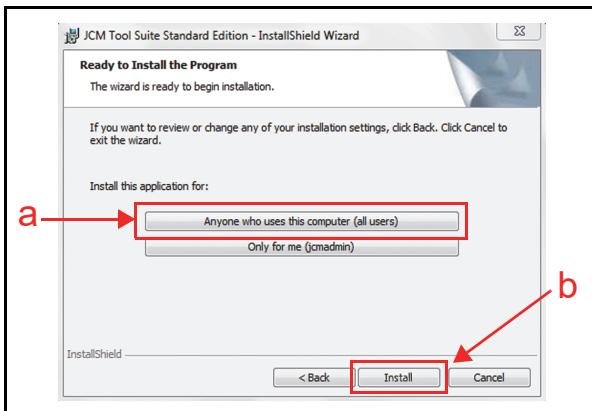 JCM Tool Suite Standard Edition - InstallShield Wizard
Ready to Install the Program
The wizard is ready to begin installation.
If you want to review or change any of your installation settings, click Back. Click Cancel to
exit the wizard.
Install this application for:
a
Anyone who uses this computer (all users)
Only for me (jcmadmin)
b
InstallShield
< Back Install Cancel